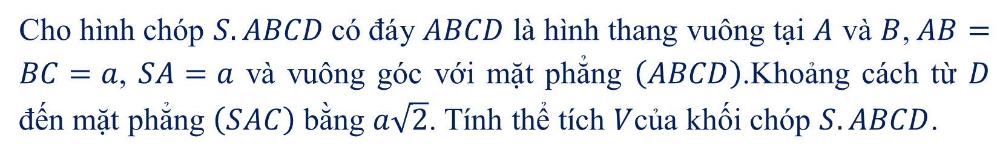 Cho hình chóp S.ABCD có đáy ABCD là hình thang vuông tại A và B, AB =
BC = a, SA = a và vuông góc với mặt phẳng (ABCD).Khoảng cách từ D
đến mặt phẳng (SAC) bằng a√2. Tính thể tích Vcủa khối chóp S.ABCD.